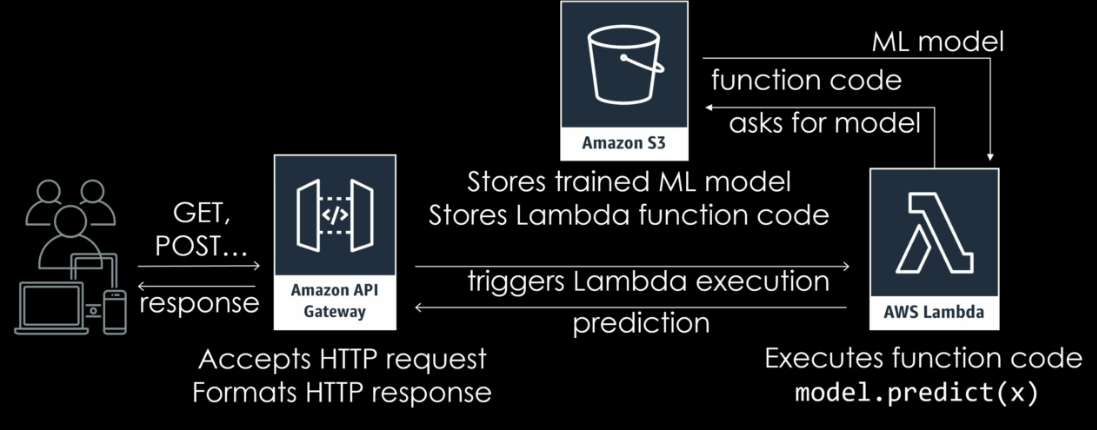 ML model
function code
asks for model
Amazon S3
Stores trained ML model
Stores Lambda function code
GET,
POST...
response
</>
Amazon API
Gateway
triggers Lambda execution
prediction
AWS Lambda
Accepts HTTP request
Formats HTTP response
Executes function code
model.predict(x)